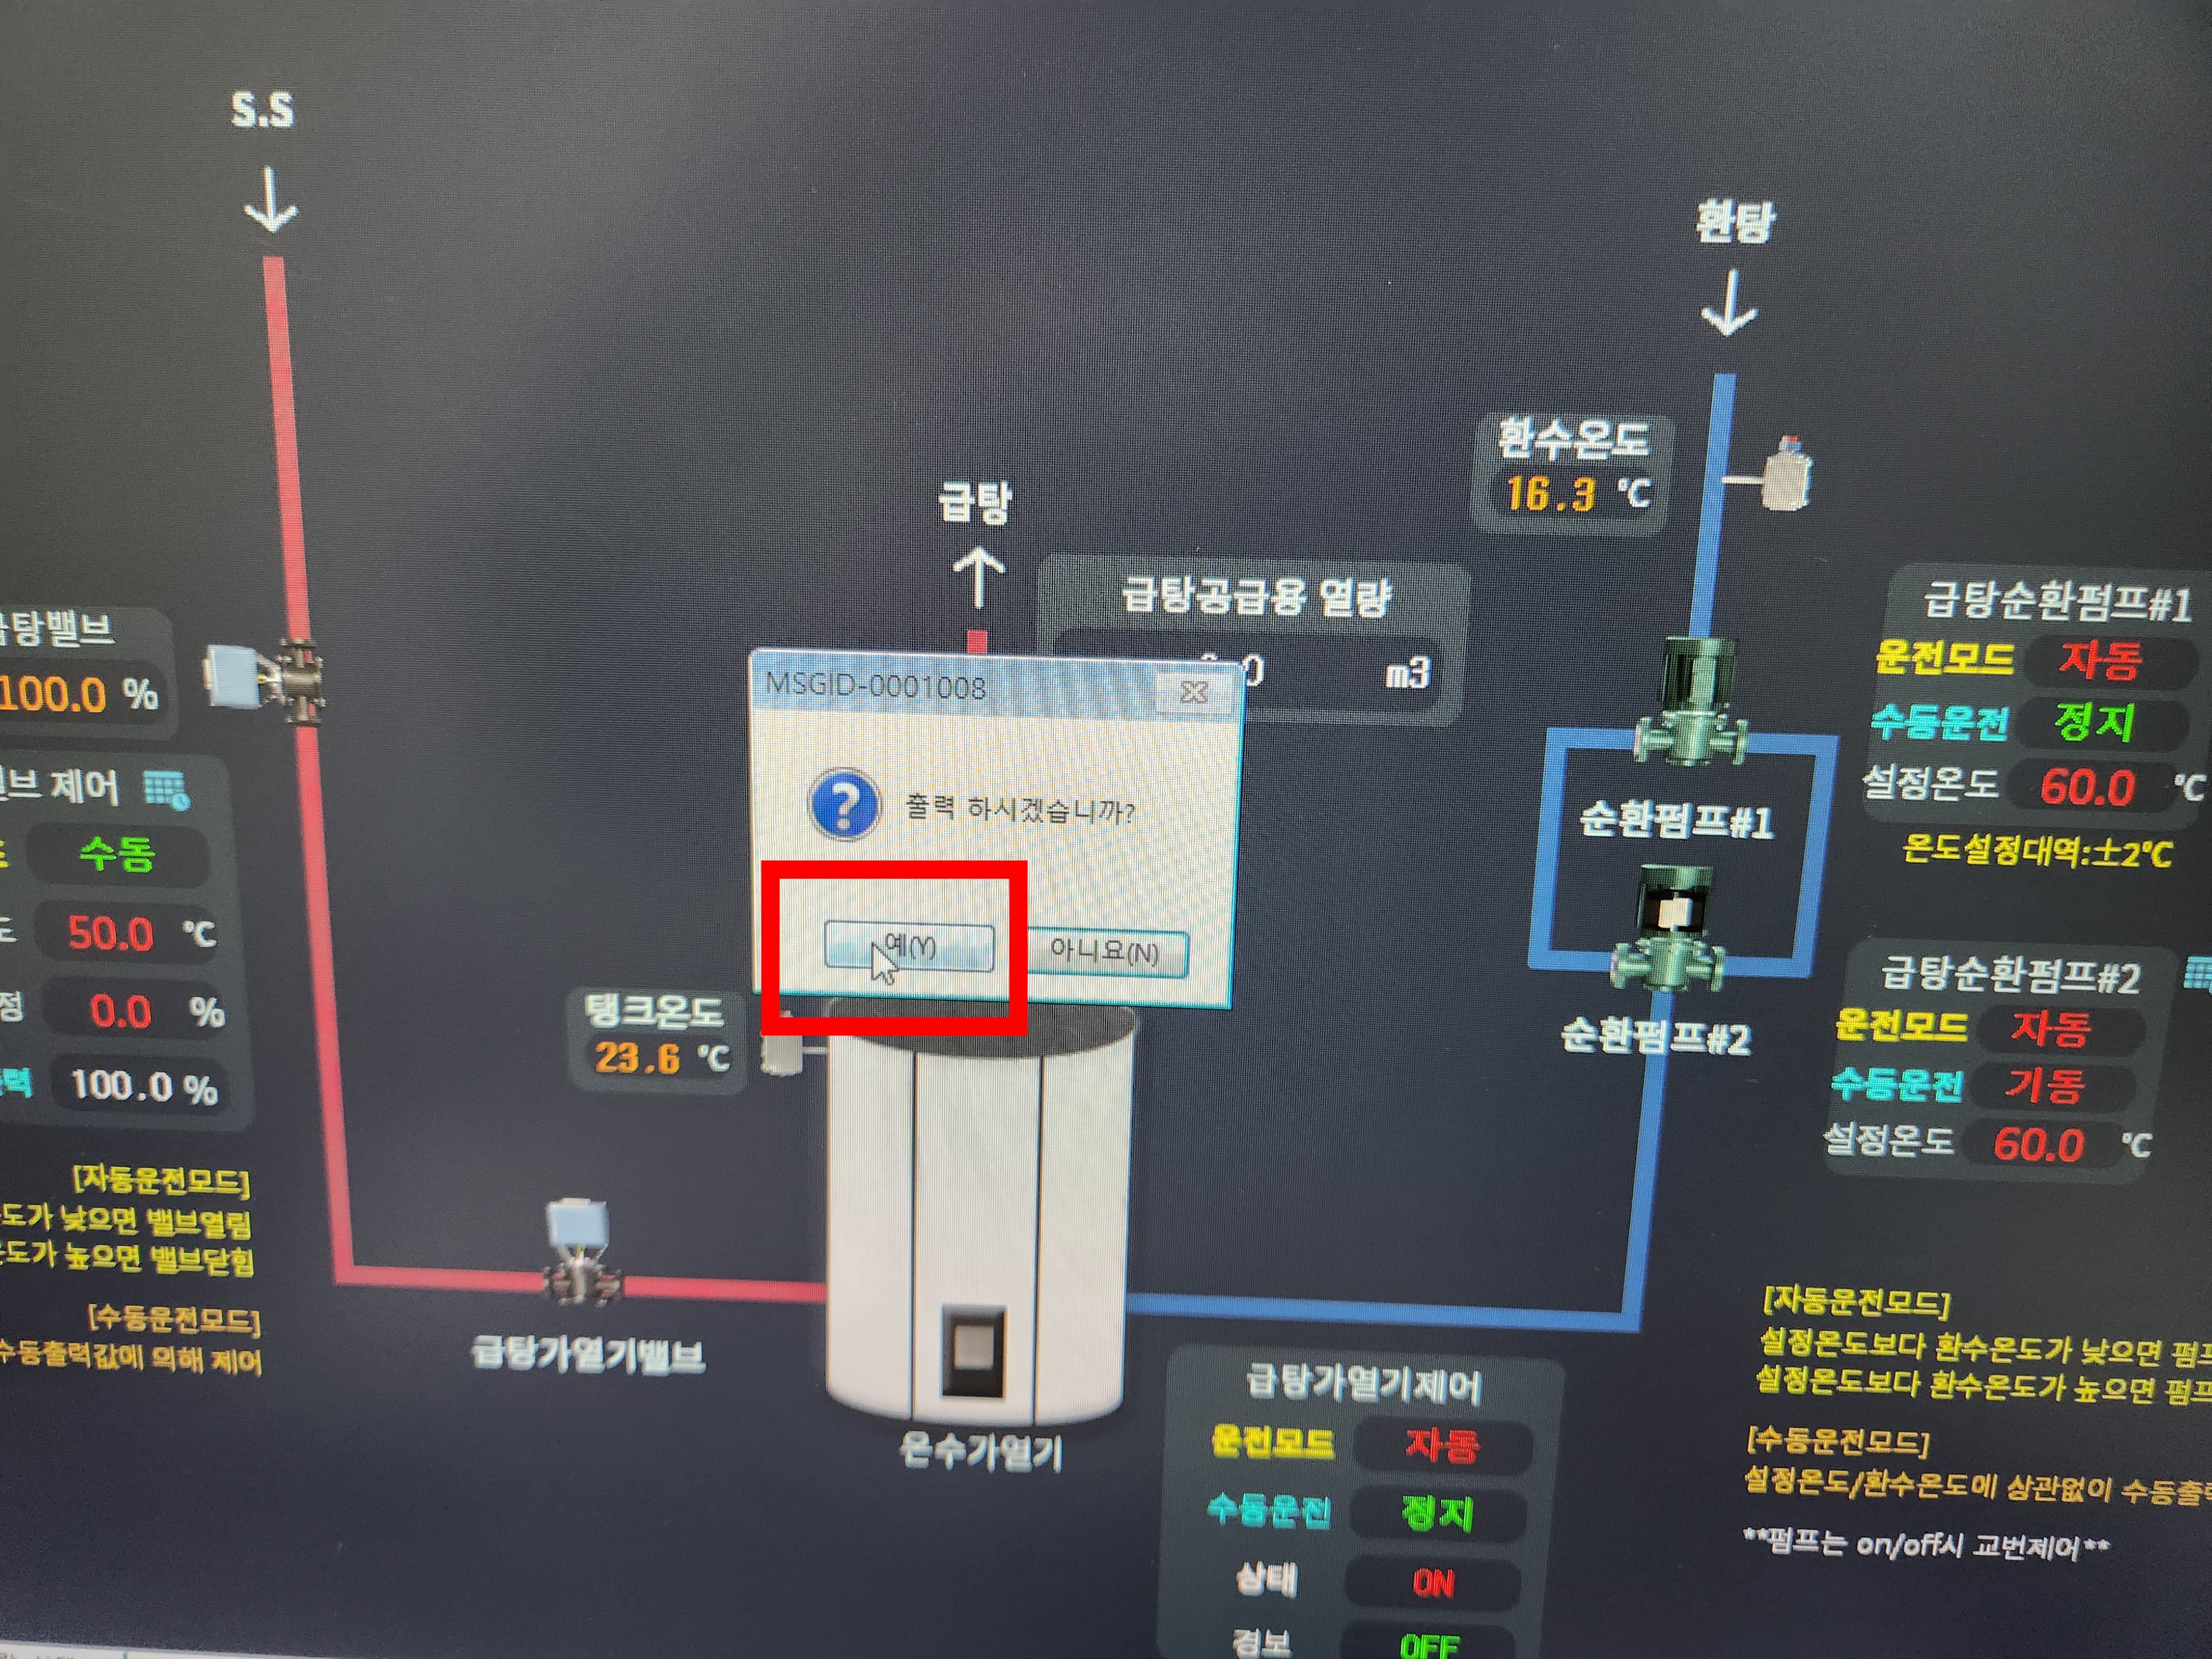 S.S
환탕
환수온도
16.3 ℃
급탕
급탕공급용 열량
m3
급탕밸브
100.0 %
제어
수동
50.0 ℃
0.0 %
100.0 %
MSGID-0001008
출력 하시겠습니까?
예(Y)
아니요(N)
급탕순환펌프#1
운전모드 자동
수동운전 정지
설정온도 60.0 ℃
온도설정대역:±2℃
순환펌프#1
급탕순환펌프#2
운전모드 자동
수동운전 기동
설정온도 60.0 ℃
순환펌프#2
탱크온도
23.6 ℃
[자동운전모드]
낮으면 밸브열림
높으면 밸브닫힘
[수동운전모드]
수동출력값에 의해 제어
급탕가열기밸브
온수가열기
급탕가열기제어
운전모드 자동
수동운전 정지
상태 ON
경보 OFF
[자동운전모드]
설정온도보다 환수온도가 낮으면
설정온도보다 환수온도가 높으면
[수동운전모드]
설정온도/환수온도에 상관없이
**펌프는 on/off시 교번제어**